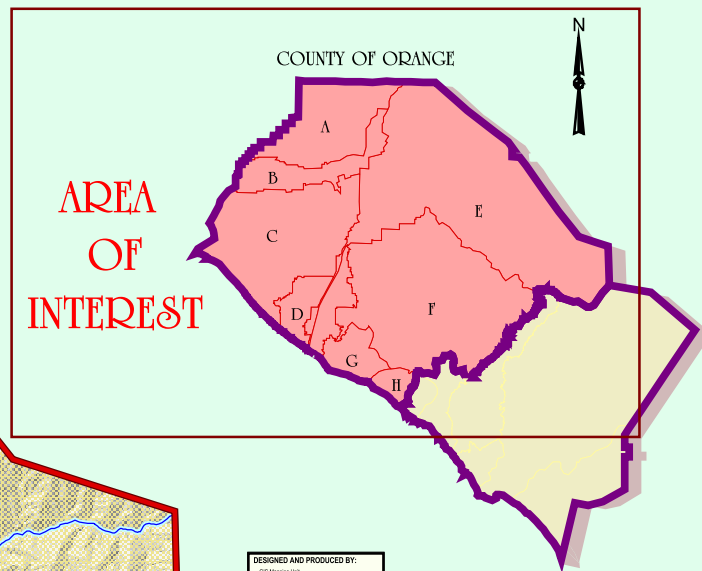 COUNTY OF ORANGE
N
A
B
AREA
OF
INTEREST
C
E
D
F
G
H
DESIGNED AND PRODUCED BY: